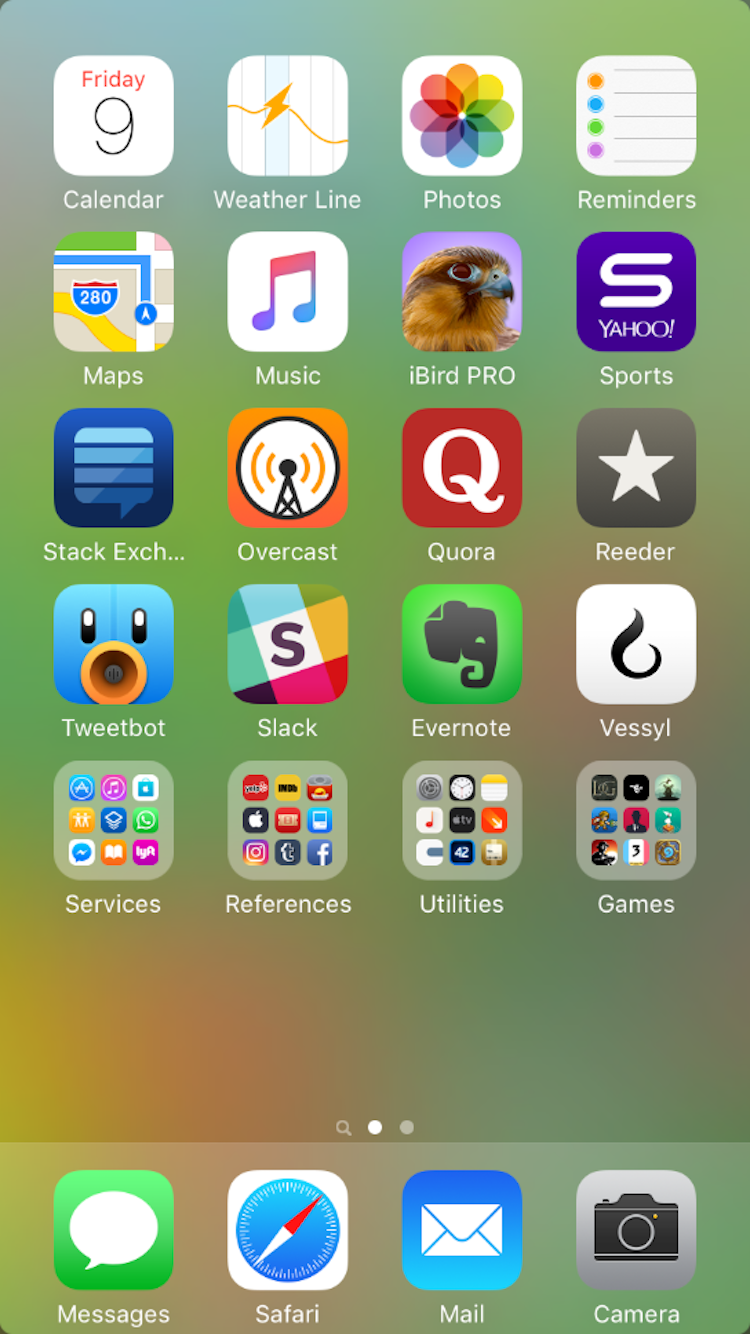 Friday
9
Calendar
Weather Line
Photos
Reminders
280
Maps
Music
iBird PRO
YAHOO!
Sports
Stack Exch...
Overcast
Q
Quora
Reeder
Tweetbot
S
Slack
Evernote
Vessyl
IMDb
tv
lyft
42
3
Services
References
Utilities
Games
Messages
Safari
Mail
Camera